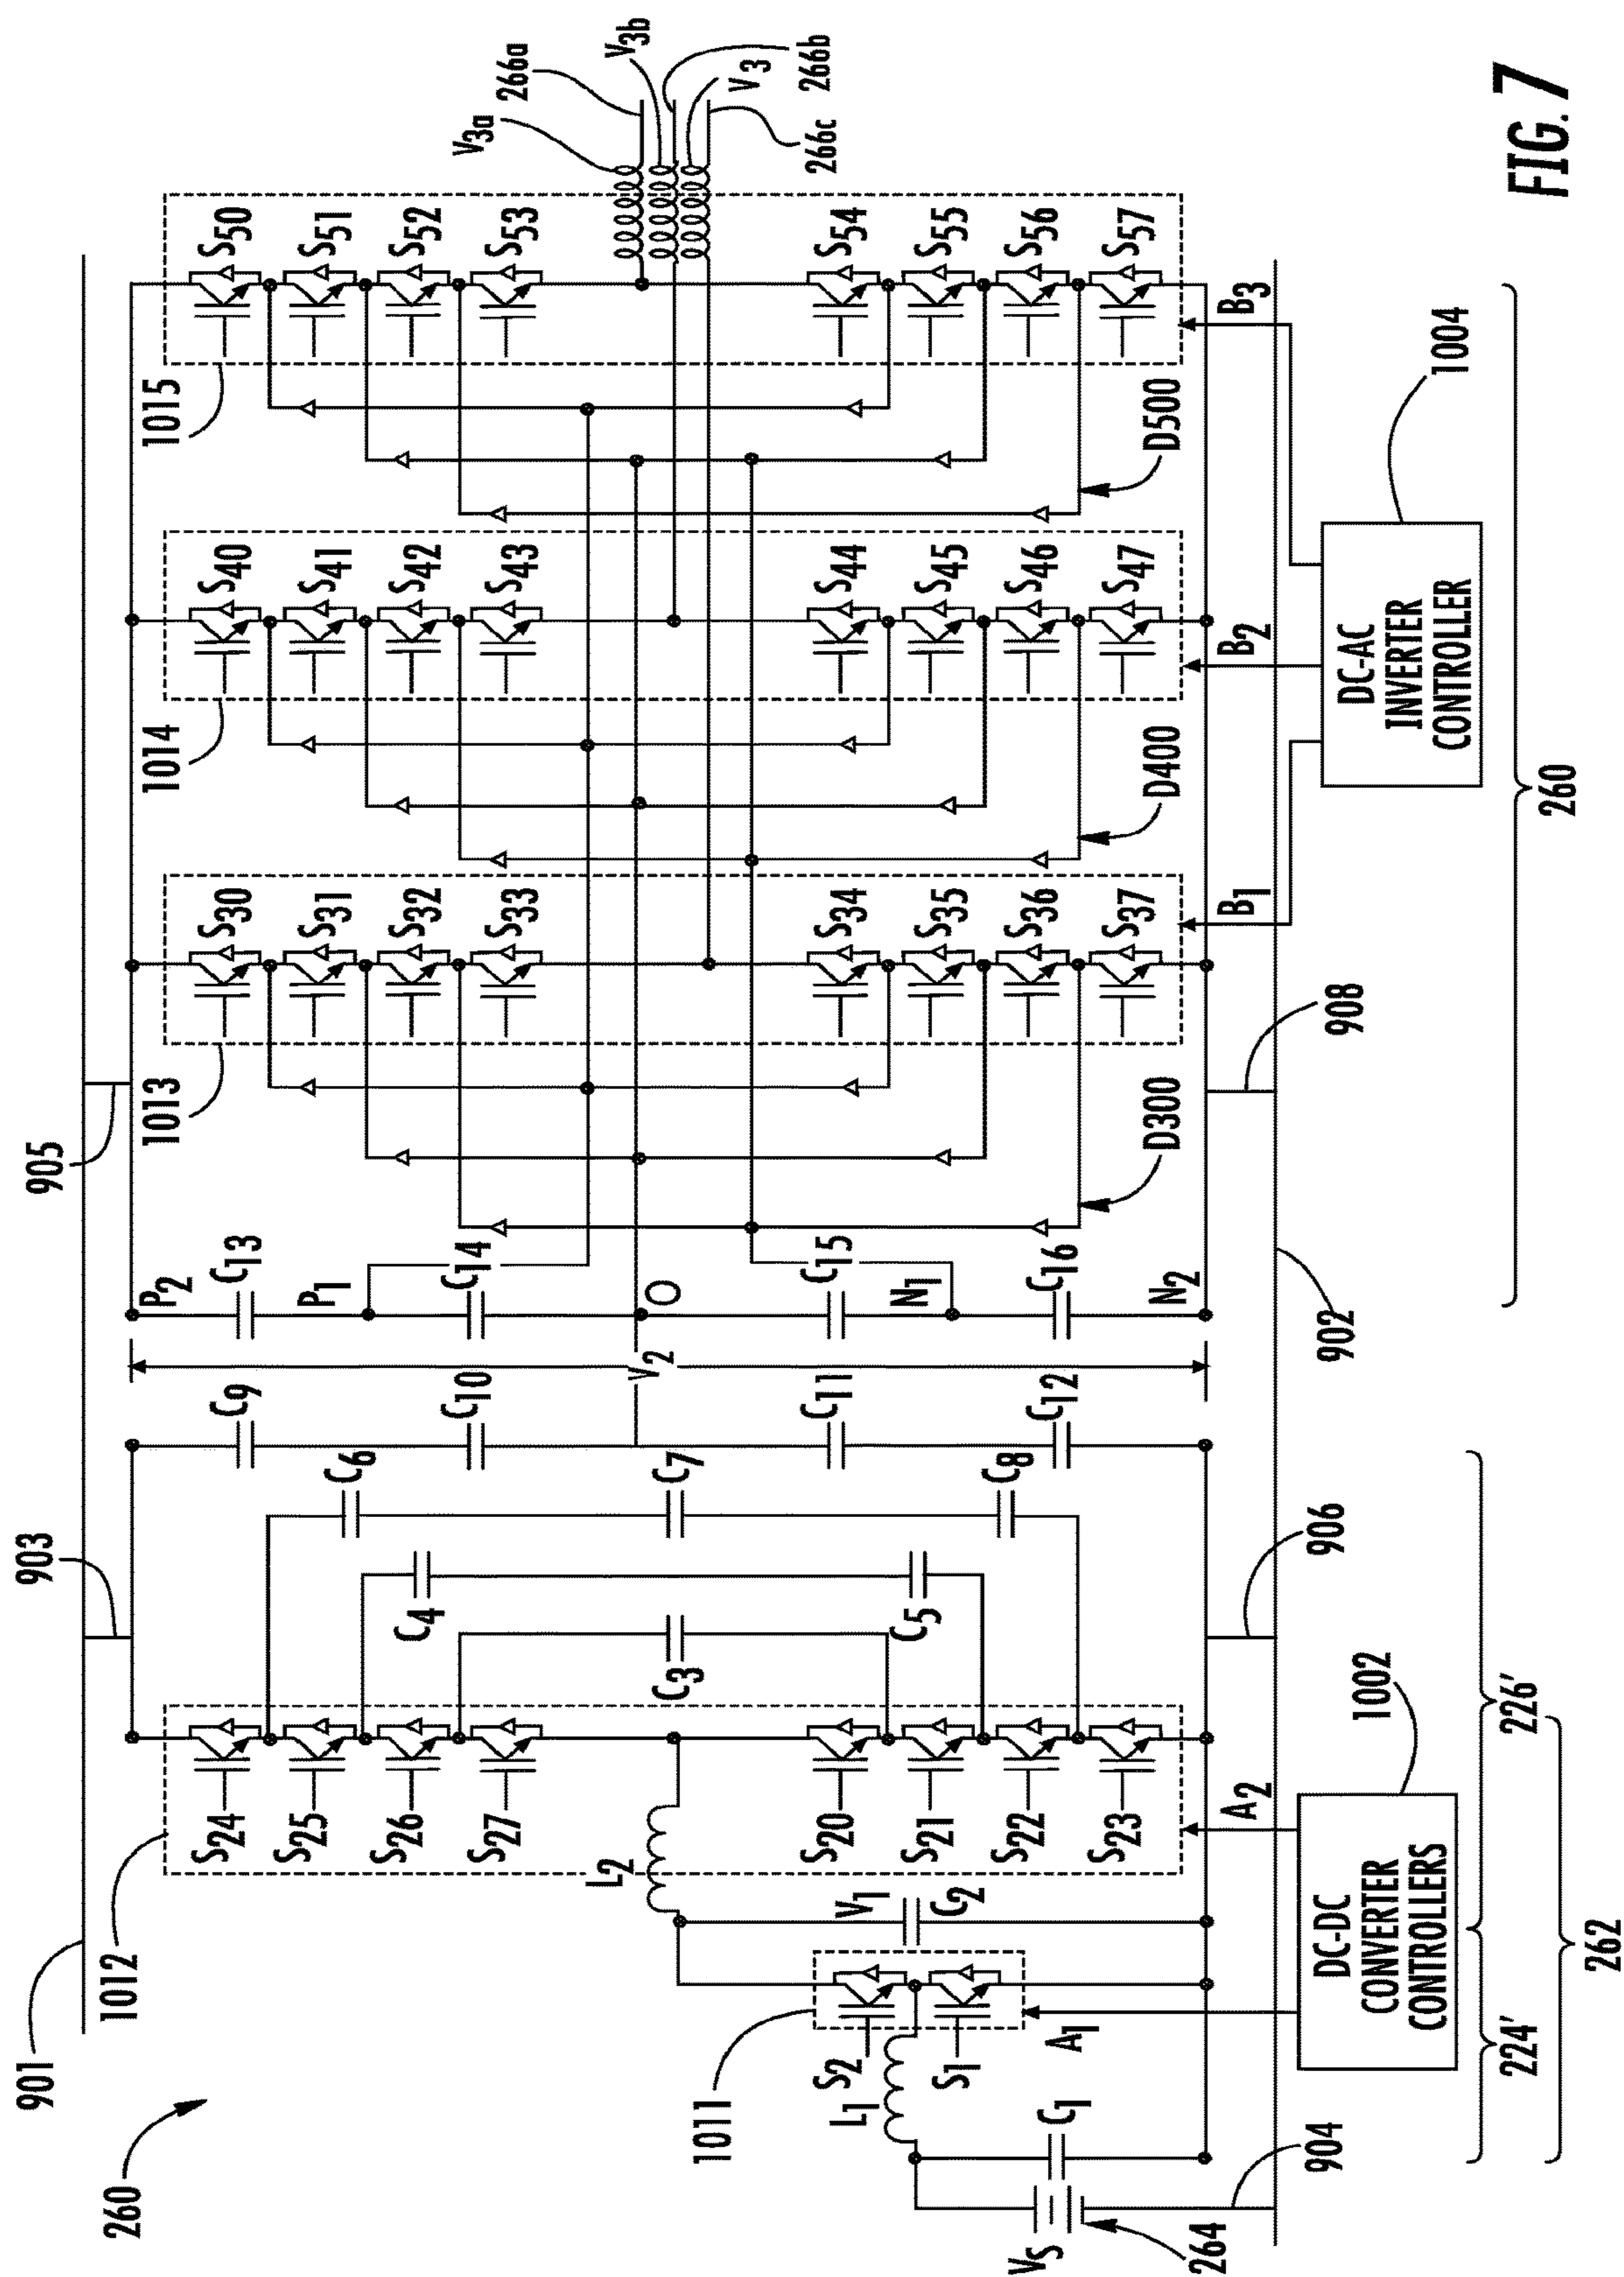 901
903
905
260
1012
1013
1014
1015
P2
C13
P1
C14
O
C15
N1
C16
N2
V2
C9
C10
C11
C12
C6
C7
C8
C4
C5
C3
S24
S25
S26
S27
S20
S21
S22
S23
S30
S31
S32
S33
S34
S35
S36
S37
S40
S41
S42
S43
S44
S45
S46
S47
S50
S51
S52
S53
S54
S55
S56
S57
V3a
266a
V3b
266b
V3
266c
D300
D400
D500
L2
V1
C2
1011
S2
S1
L1
C1
VS
264
904
A1
A2
B1
B2
B3
906
902
908
1002
1004
DC-DC
CONVERTER
CONTROLLERS
DC-AC
INVERTER
CONTROLLER
224'
226'
262
260
FIG. 7